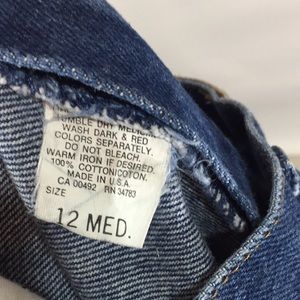 TUMBLE DRY MEDIUM.
WASH DARK & RED
COLORS SEPARATELY.
DO NOT BLEACH.
WARM IRON IF DESIRED.
100% COTTON/COTON.
MADE IN U.S.A.
CA 00492 RN 34783
SIZE
12 MED.